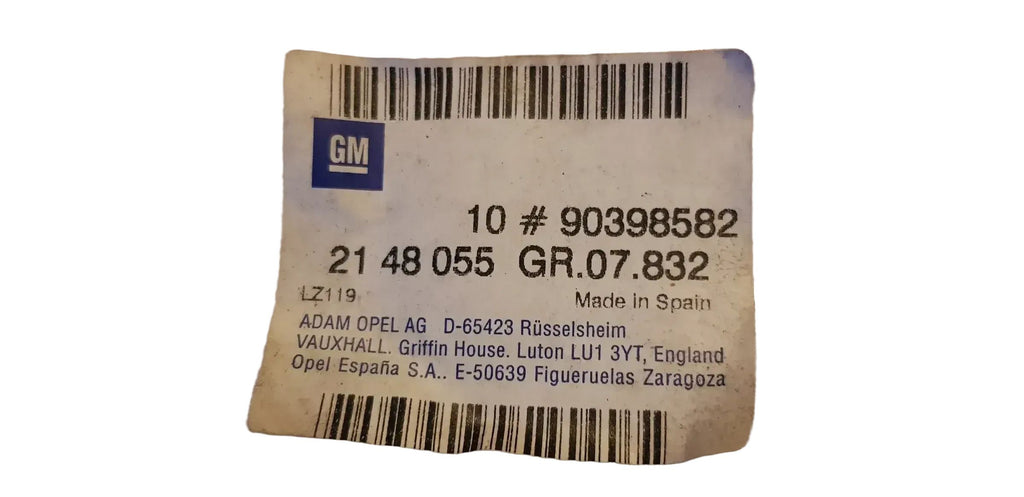 GM
10 # 90398582
21 48 055 GR.07.832
LZ119 Made in Spain
ADAM OPEL AG D-65423 Rüsselsheim
VAUXHALL. Griffin House. Luton LU1 3YT, England
Opel España S.A.. E-50639 Figueruelas Zaragoza